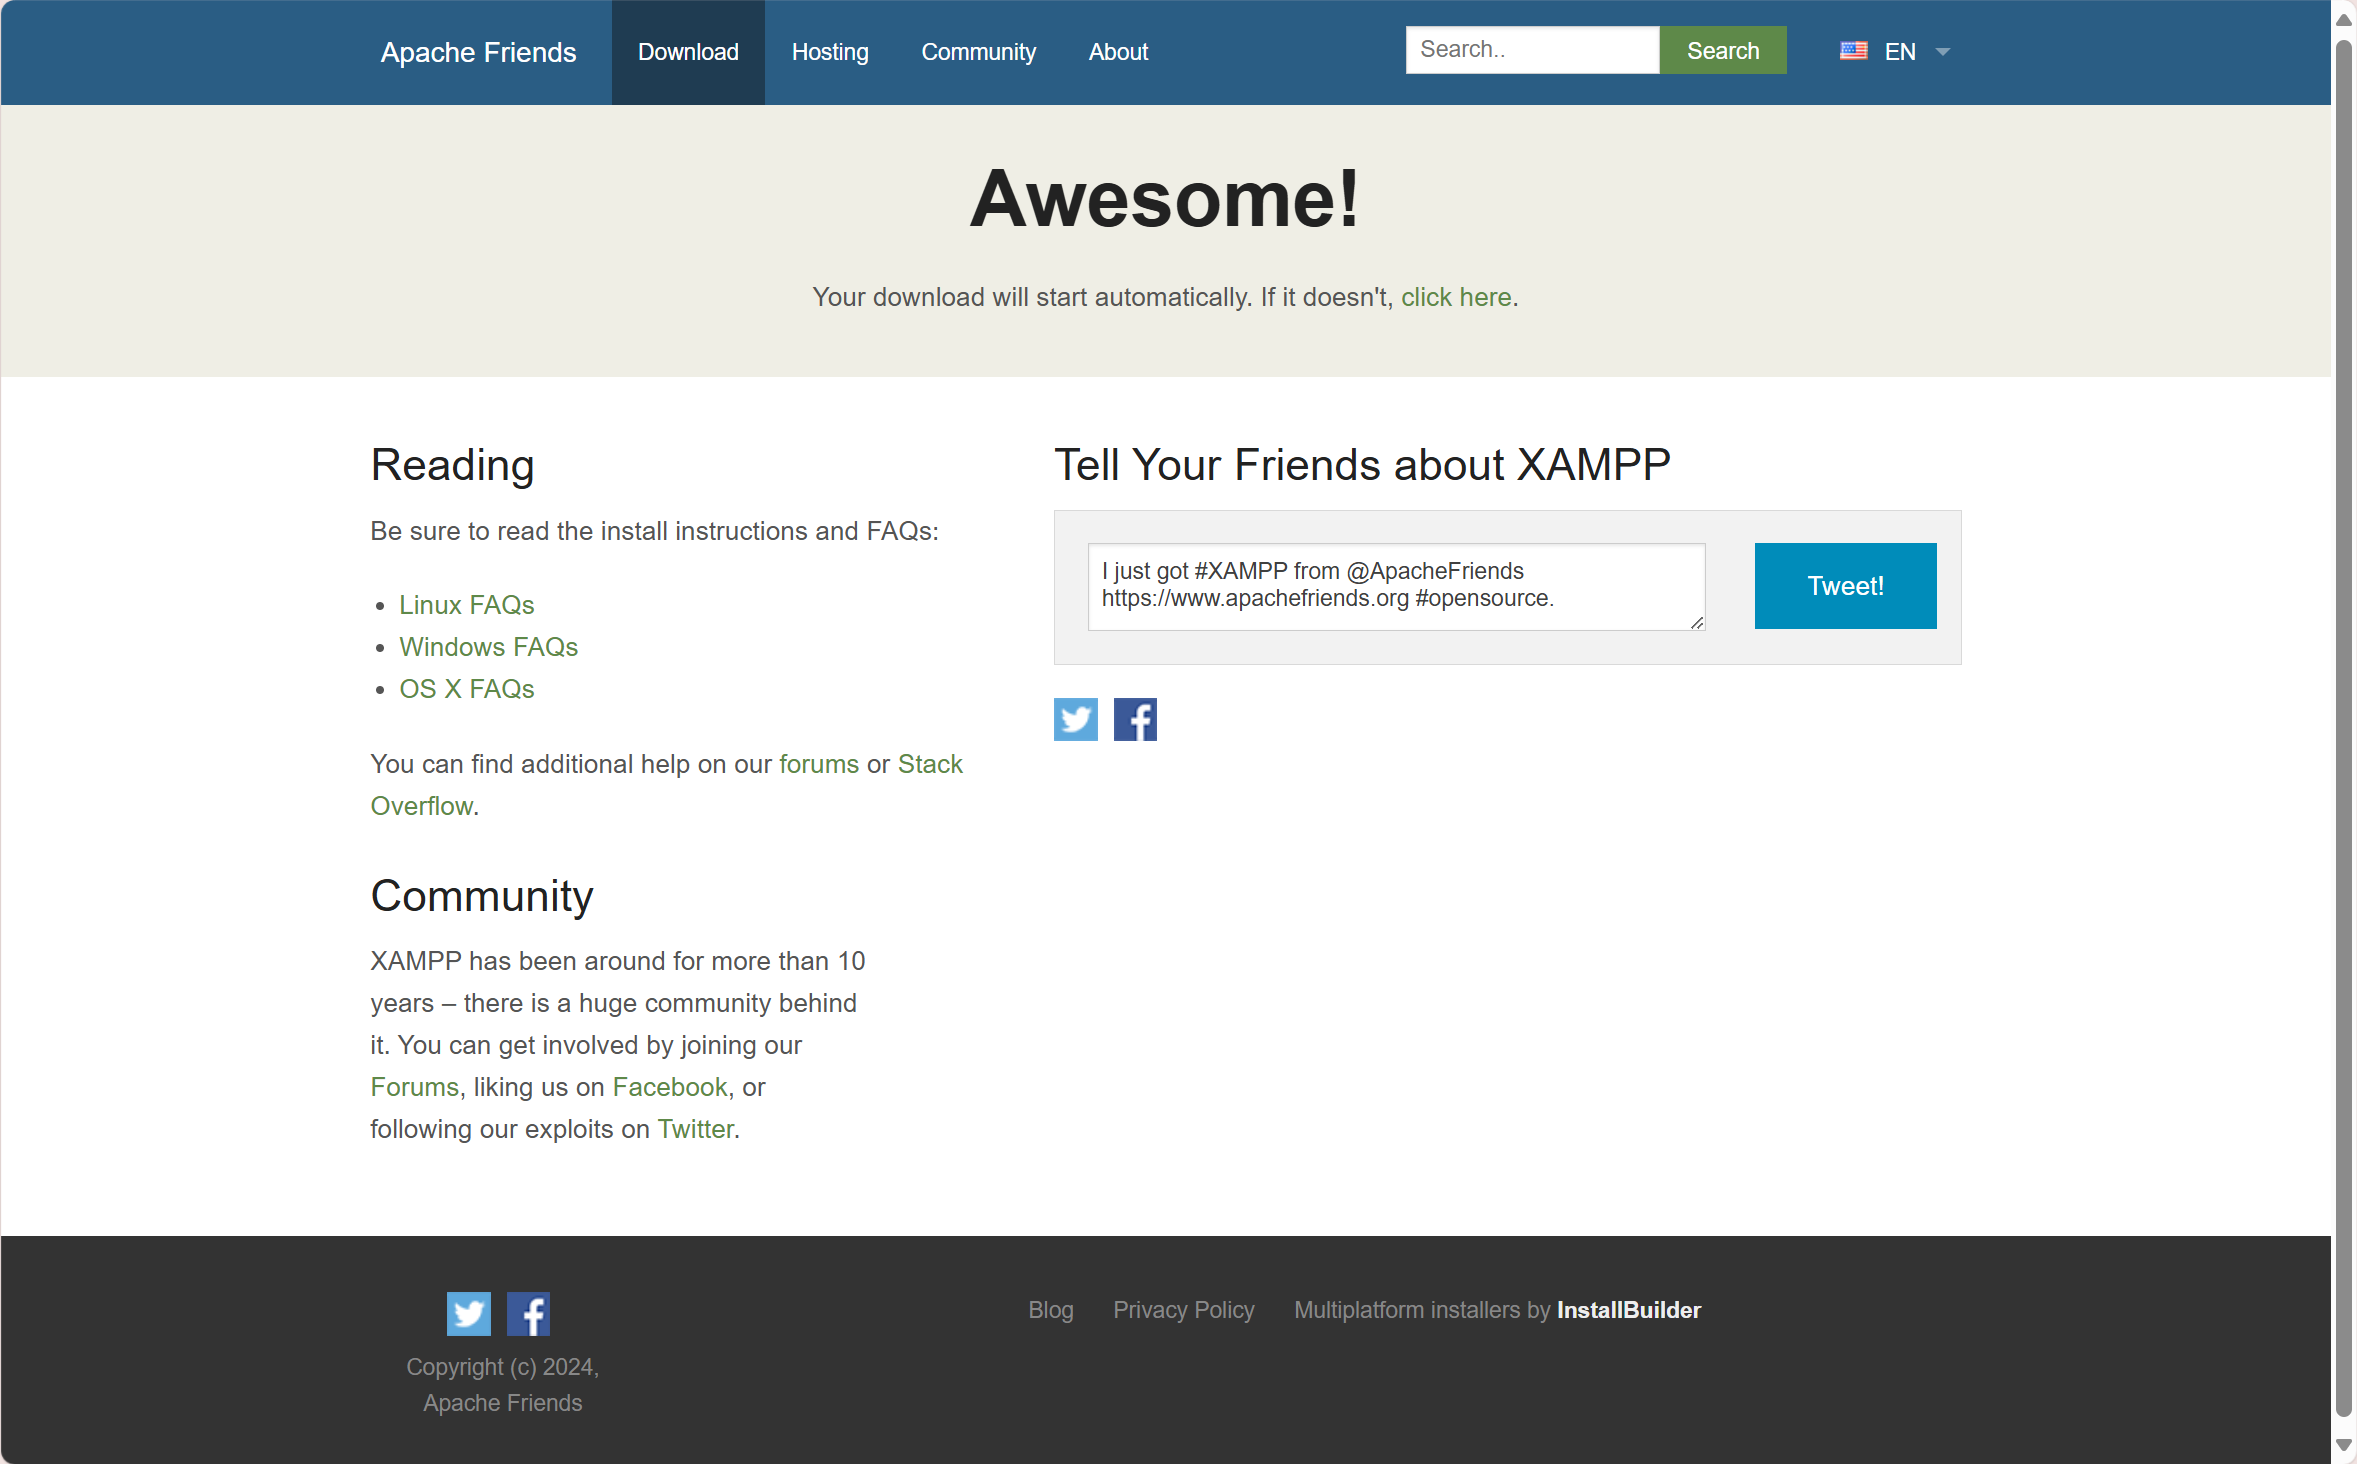 Apache Friends
Download
Hosting
Community
About
Search..
Search
EN
Awesome!
Your download will start automatically. If it doesn't, click here.
Reading
Be sure to read the install instructions and FAQs:
Linux FAQs
Windows FAQs
OS X FAQs
You can find additional help on our forums or Stack
Overflow.
Community
XAMPP has been around for more than 10
years – there is a huge community behind
it. You can get involved by joining our
Forums, liking us on Facebook, or
following our exploits on Twitter.
Tell Your Friends about XAMPP
I just got #XAMPP from @ApacheFriends
https://www.apachefriends.org #opensource.
Tweet!
Copyright (c) 2024,
Apache Friends
Blog
Privacy Policy
Multiplatform installers by InstallBuilder